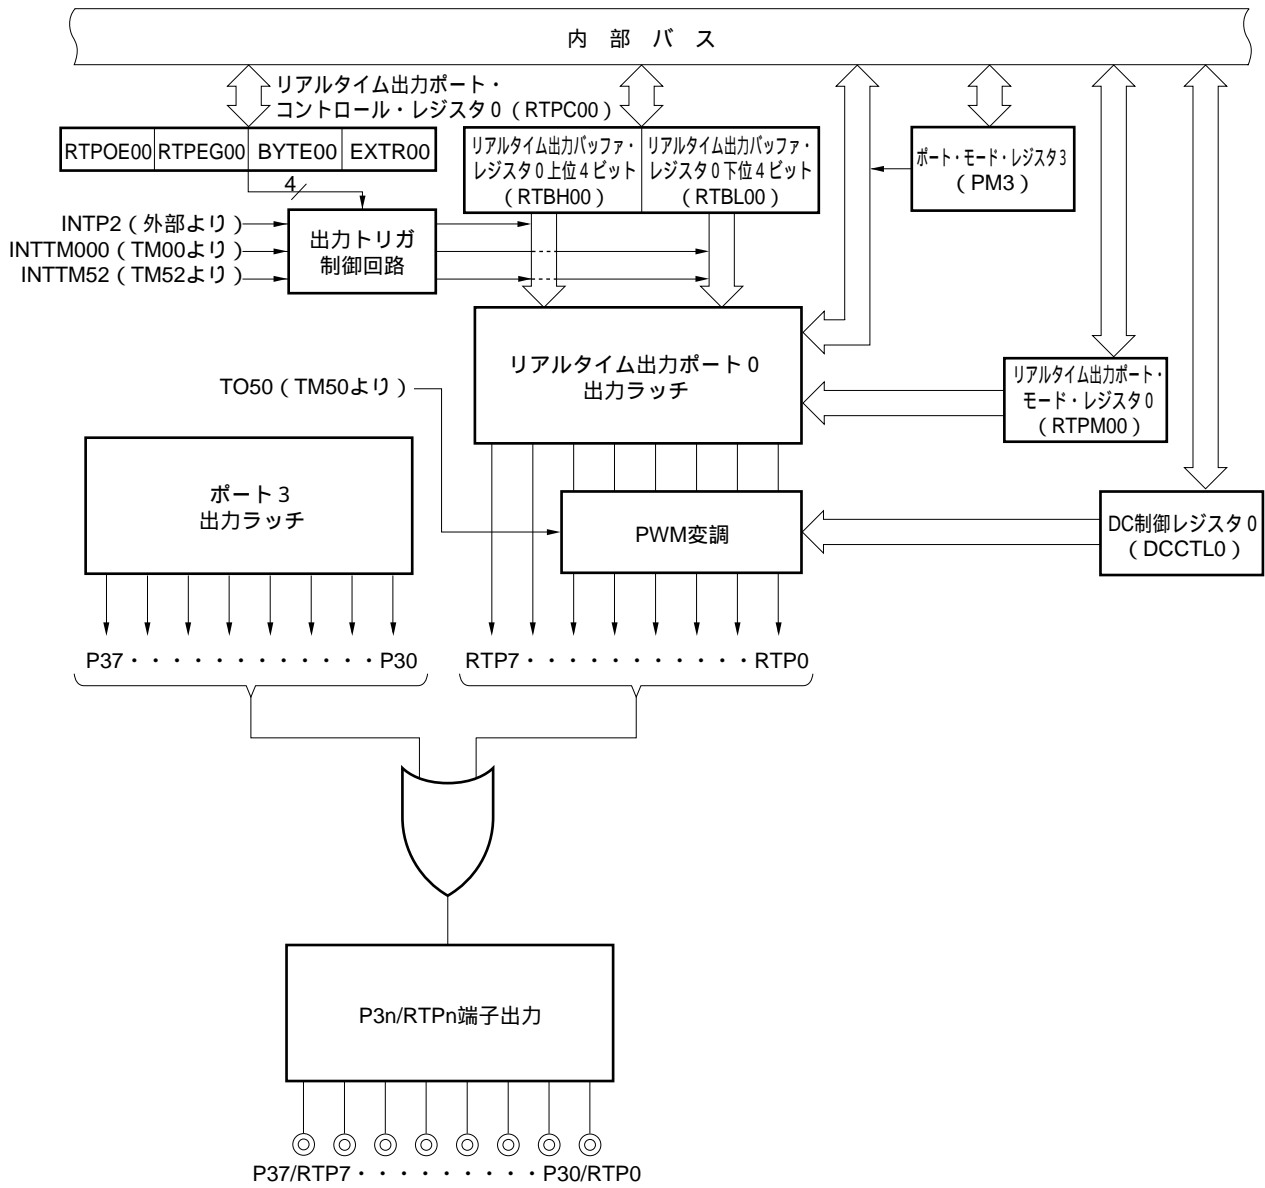 内 部 バ ス
リアルタイム出力ポート・
コントロール・レジスタ0（RTPC00）
RTPOE00 RTPEG00 BYTE00 EXTR00
リアルタイム出力バッファ・
レジスタ0上位4ビット
（RTBH00）
リアルタイム出力バッファ・
レジスタ0下位4ビット
（RTBL00）
ポート・モード・レジスタ3
（PM3）
4
INTP2（外部より）
INTTM000（TM00より）
INTTM52（TM52より）
出力トリガ
制御回路
リアルタイム出力ポート0
出力ラッチ
リアルタイム出力ポート・
モード・レジスタ0
（RTPM00）
TO50（TM50より）
ポート3
出力ラッチ
PWM変調
DC制御レジスタ0
（DCCTL0）
P37・・・・・・・・・・・・P30
RTP7・・・・・・・・・・・RTP0
P3n/RTPn端子出力
P37/RTP7・・・・・・・・・P30/RTP0